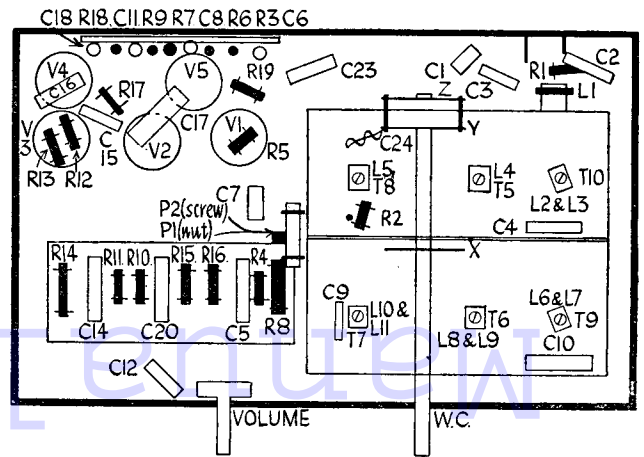 C18 R18. C11 R9 R7 C8 R6 R3 C6
V4
C16
R17
V5
R19
C23
C1
Z
C3
R1
C2
L1
V3
C15
C17
V2
V1
R5
Y
C24
R13
R12
L5
T8
L4
T5
T10
L2&L3
C7
R2
C4
P2(screw)
P1(nut)
X
R14
R11.
R10.
R15.
R16.
R4.
C9
L10 &
L11
T7
T6
L8&L9
L6&L7
T9
C14
C20
C5
R8
C10
C12
VOLUME
W.C.
Manual